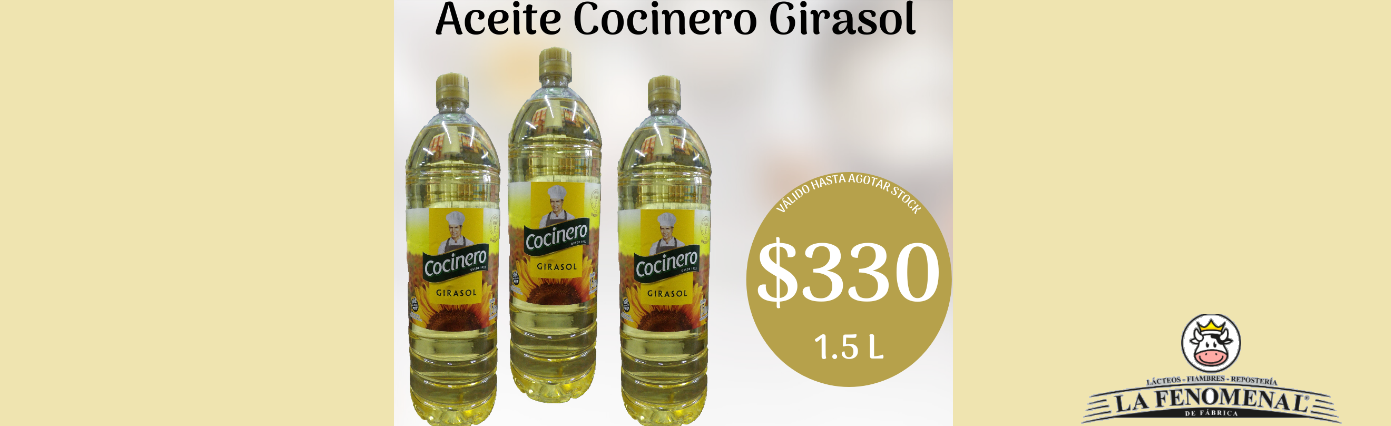 Aceite Cocinero Girasol
Cocinero
GIRASOL
Cocinero
GIRASOL
Cocinero
GIRASOL
VÁLIDO HASTA AGOTAR STOCK
$330
1.5 L
LÁCTEOS - FIAMBRES - REPOSTERÍA
LA FENOMENAL®
DE FÁBRICA